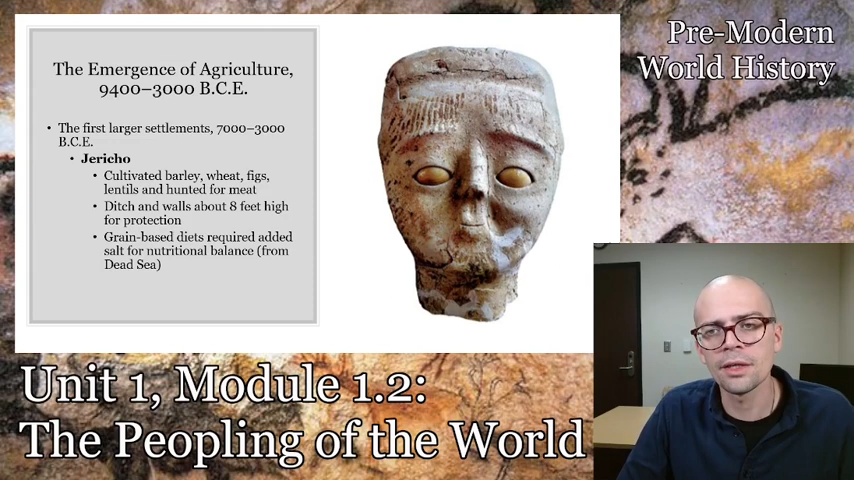 The Emergence of Agriculture,
9400–3000 B.C.E.
• The first larger settlements, 7000–3000
B.C.E.
• Jericho
• Cultivated barley, wheat, figs,
lentils and hunted for meat
• Ditch and walls about 8 feet high
for protection
• Grain-based diets required added
salt for nutritional balance (from
Dead Sea)
Pre-Modern
World History
Unit 1, Module 1.2:
The Peopling of the World